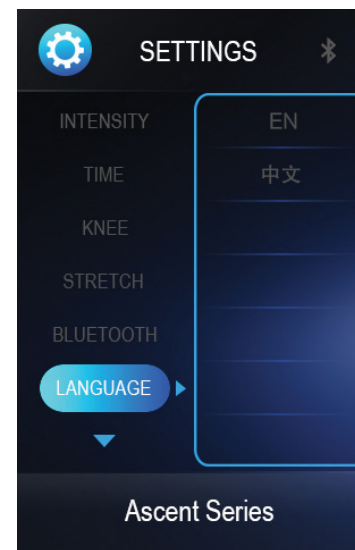 SETTINGS
INTENSITY
TIME
KNEE
STRETCH
BLUETOOTH
LANGUAGE
EN
中文
Ascent Series